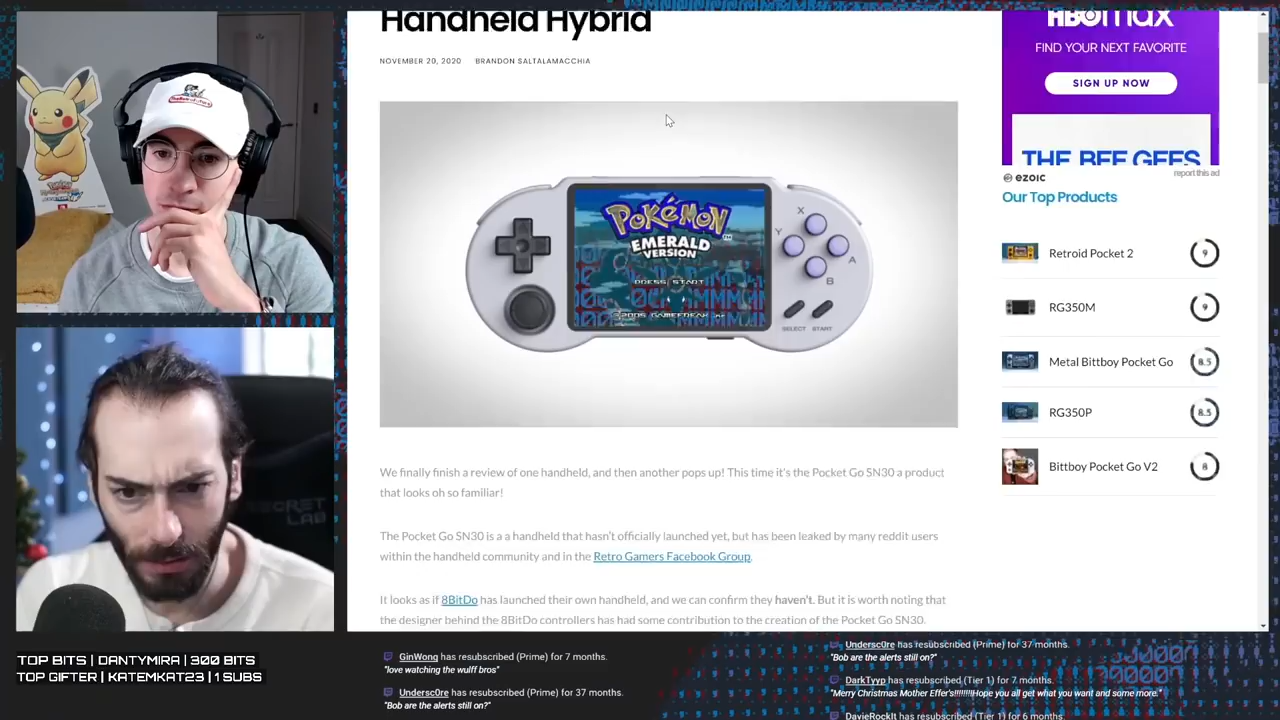 Handheld Hybrid
NOVEMBER 20, 2020 BRANDON SALTALAMACCHIA
POKéMON
EMERALD
VERSION
PRESS START
X
Y
A
B
SELECT START
We finally finish a review of one handheld, and then another pops up! This time it's the Pocket Go SN30 a product
that looks oh so familiar!
The Pocket Go SN30 is a a handheld that hasn't officially launched yet, but has been leaked by many reddit users
within the handheld community and in the Retro Gamers Facebook Group.
It looks as if 8BitDo has launched their own handheld, and we can confirm they haven't. But it is worth noting that
the designer behind the 8BitDo controllers has had some contribution to the creation of the Pocket Go SN30.
HBOmax
FIND YOUR NEXT FAVORITE
SIGN UP NOW
THE BEE GEES
ezoic report this ad
Our Top Products
Retroid Pocket 2 9
RG350M 9
Metal Bittboy Pocket Go 8.5
RG350P 8.5
Bittboy Pocket Go V2 8
SECRET
LAB
TOP BITS | DANTYMIRA | 300 BITS
TOP GIFTER | KATEMKAT23 | 1 SUBS
GinWong has resubscribed (Prime) for 7 months.
"love watching the wulff bros"
Undersc0re has resubscribed (Prime) for 37 months.
"Bob are the alerts still on?"
Undersc0re has resubscribed (Prime) for 37 months.
"Bob are the alerts still on?"
DarkTyyp has resubscribed (Tier 1) for 7 months.
"Merry Christmas Mother Effer's!!!!!!!!Hope you all get what you want and some more."
DavieRockIt has resubscribed (Tier 1) for 6 months.